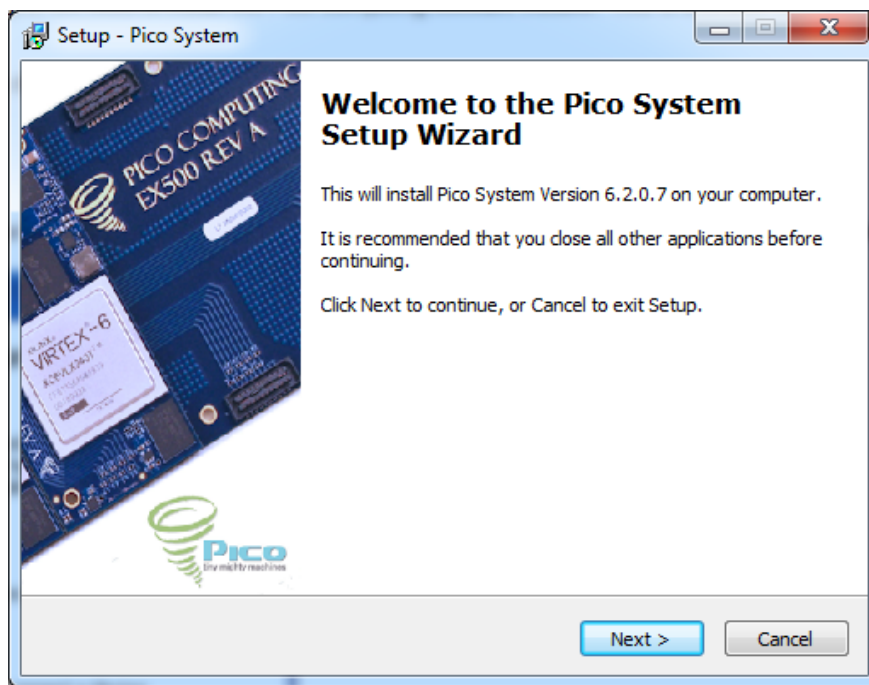 Setup - Pico System
PICO COMPUTING
EX500 REV A
VIRTEX-6
Welcome to the Pico System
Setup Wizard
This will install Pico System Version 6.2.0.7 on your computer.
It is recommended that you close all other applications before
continuing.
Click Next to continue, or Cancel to exit Setup.
PICO
tiny mighty machines
Next >
Cancel